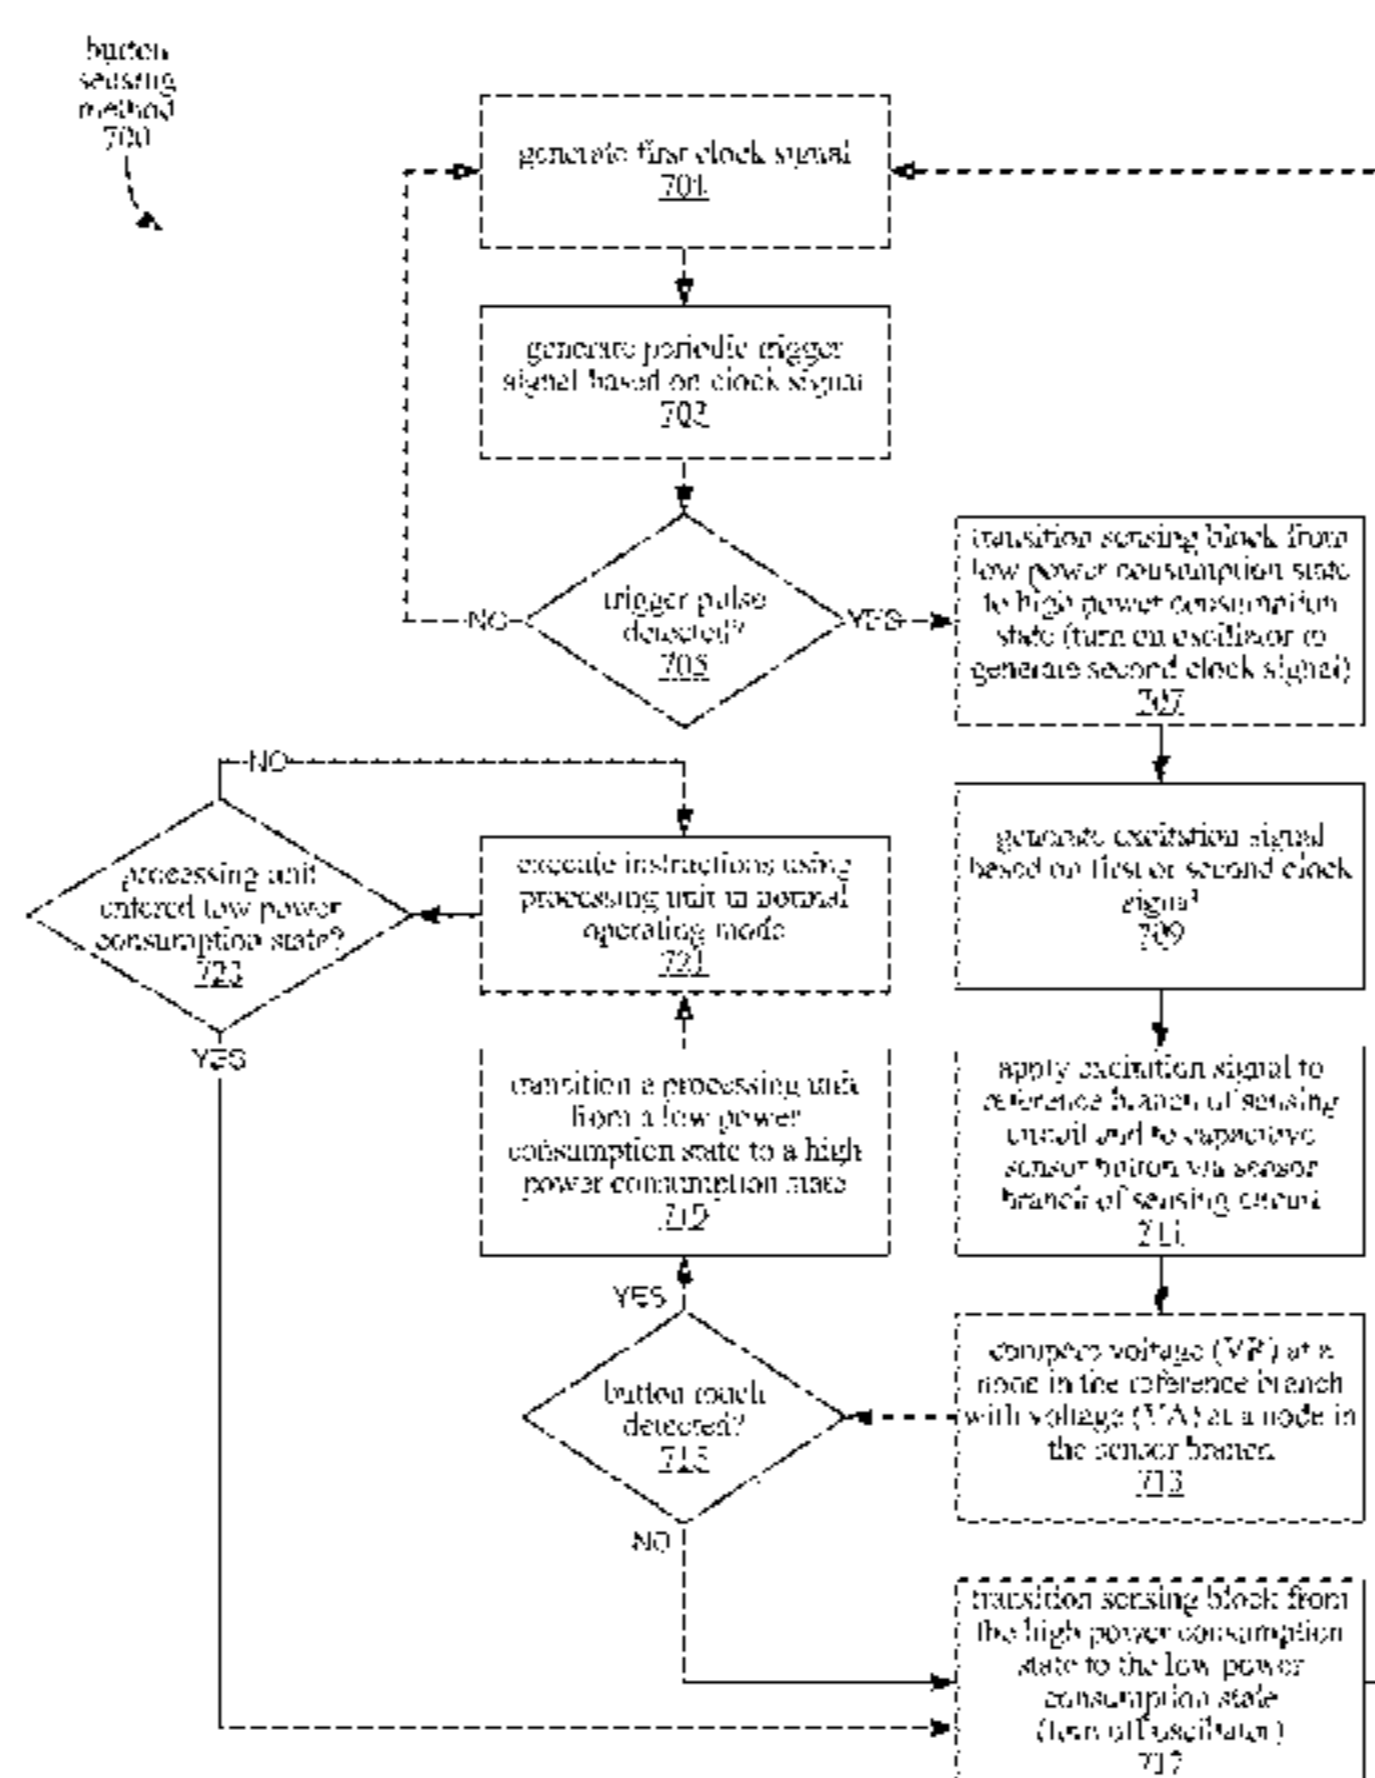 button
sensing
method
700
generate first clock signal
701
generate periodic trigger
signal based on clock signal
703
trigger pulse
detected?
705
NO
YES
transition sensing block from
low power consumption state
to high power consumption
state (turn on oscillator to
generate second clock signal)
707
generate excitation signal
based on first or second clock
signal
709
apply excitation signal to
reference branch of sensing
circuit and to capacitive
sensor button via sensor
branch of sensing circuit
711
compare voltage (VR) at a
node in the reference branch
with voltage (VA) at a node in
the sensor branch
713
button touch
detected?
715
YES
NO
transition a processing unit
from a low power
consumption state to a high
power consumption state
719
execute instructions using
processing unit in normal
operating mode
721
processing unit
entered low power
consumption state?
723
NO
YES
transition sensing block from
the high power consumption
state to the low power
consumption state
(turn off oscillator)
717